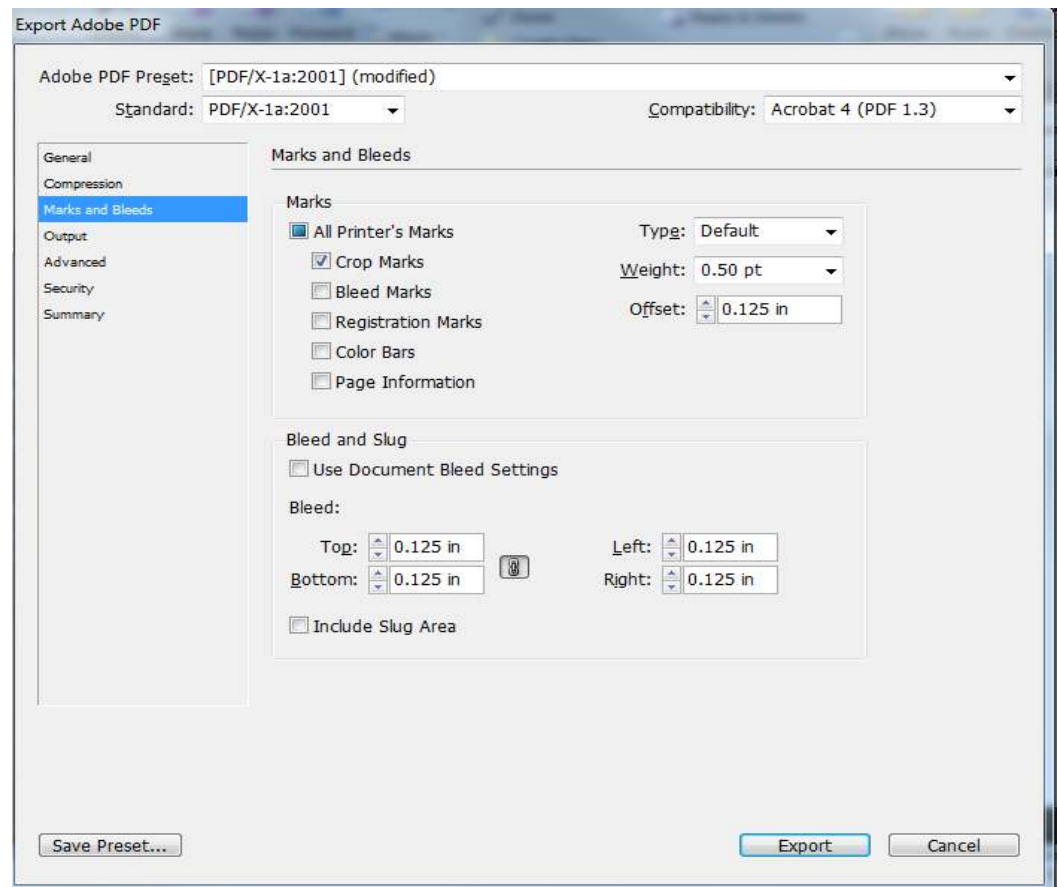 Export Adobe PDF
Adobe PDF Preset: [PDF/X-1a:2001] (modified)
Standard: PDF/X-1a:2001 Compatibility: Acrobat 4 (PDF 1.3)
General
Compression
Marks and Bleeds
Output
Advanced
Security
Summary
Marks and Bleeds
Marks
All Printer's Marks
Crop Marks
Bleed Marks
Registration Marks
Color Bars
Page Information
Type: Default
Weight: 0.50 pt
Offset: 0.125 in
Bleed and Slug
Use Document Bleed Settings
Bleed:
Top: 0.125 in Left: 0.125 in
Bottom: 0.125 in Right: 0.125 in
Include Slug Area
Save Preset... Export Cancel